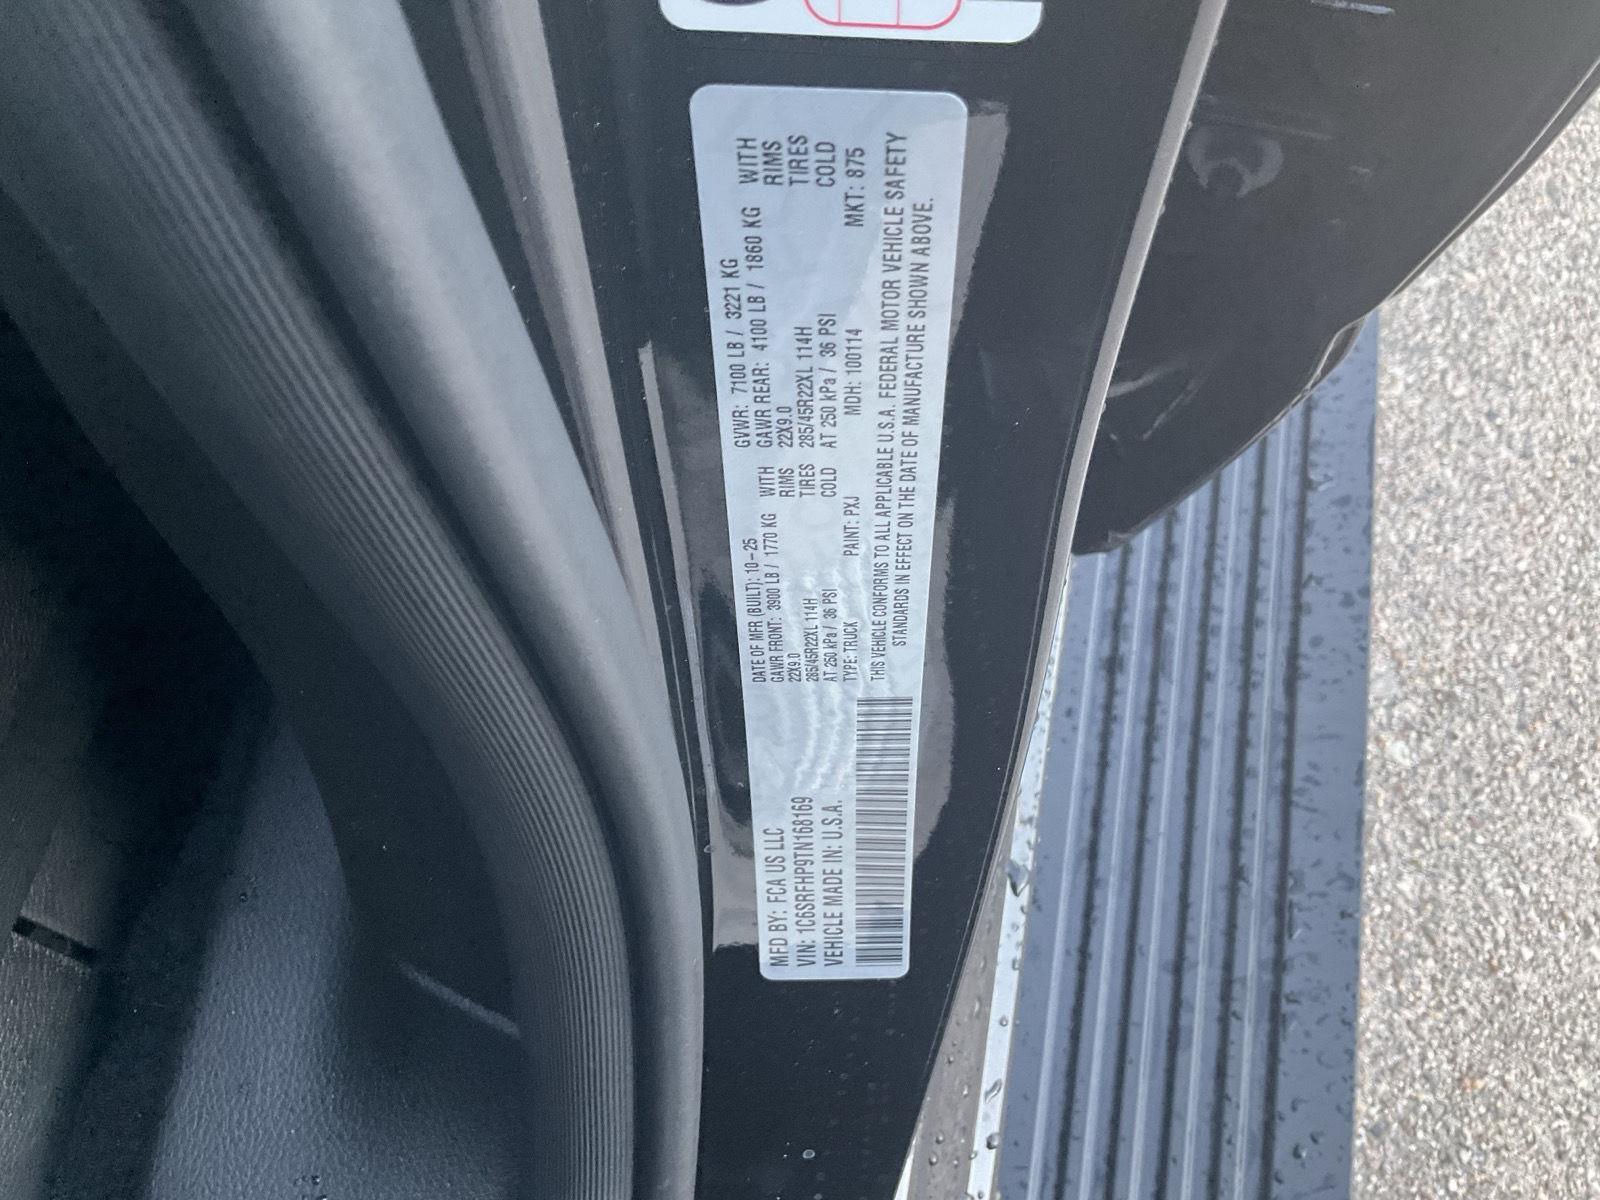 MFD BY: FCA US LLC
VIN: 1C6SRFHP9TN168169
VEHICLE MADE IN: U.S.A.
DATE OF MFR (BUILT): 10-25 GVWR: 7100 LB / 3221 KG
GAWR FRONT: 3900 LB / 1770 KG WITH GAWR REAR: 4100 LB / 1860 KG WITH
22X9.0 RIMS 22X9.0 RIMS
285/45R22XL 114H TIRES 285/45R22XL 114H TIRES
AT 250 kPa / 36 PSI COLD AT 250 kPa / 36 PSI COLD
TYPE: TRUCK PAINT: PXJ MDH: 100114 MKT: 875
THIS VEHICLE CONFORMS TO ALL APPLICABLE U.S.A. FEDERAL MOTOR VEHICLE SAFETY
STANDARDS IN EFFECT ON THE DATE OF MANUFACTURE SHOWN ABOVE.